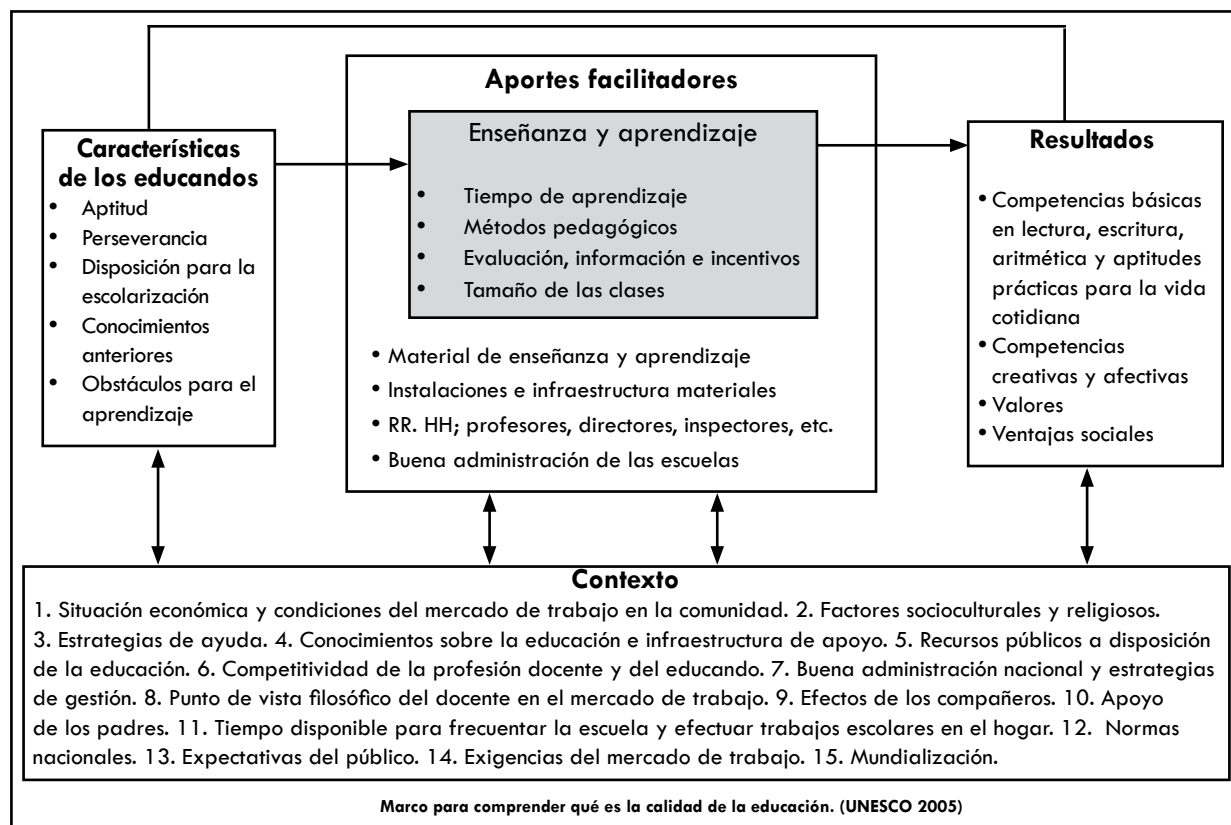 Aportes facilitadores
Características
de los educandos
• Aptitud
• Perseverancia
• Disposición para la
escolarización
• Conocimientos
anteriores
• Obstáculos para el
aprendizaje
Enseñanza y aprendizaje
• Tiempo de aprendizaje
• Métodos pedagógicos
• Evaluación, información e incentivos
• Tamaño de las clases
• Material de enseñanza y aprendizaje
• Instalaciones e infraestructura materiales
• RR. HH; profesores, directores, inspectores, etc.
• Buena administración de las escuelas
Resultados
• Competencias básicas
en lectura, escritura,
aritmética y aptitudes
prácticas para la vida
cotidiana
• Competencias
creativas y afectivas
• Valores
• Ventajas sociales
Contexto
1. Situación económica y condiciones del mercado de trabajo en la comunidad. 2. Factores socioculturales y religiosos.
3. Estrategias de ayuda. 4. Conocimientos sobre la educación e infraestructura de apoyo. 5. Recursos públicos a disposición
de la educación. 6. Competitividad de la profesión docente y del educando. 7. Buena administración nacional y estrategias
de gestión. 8. Punto de vista filosófico del docente en el mercado de trabajo. 9. Efectos de los compañeros. 10. Apoyo
de los padres. 11. Tiempo disponible para frecuentar la escuela y efectuar trabajos escolares en el hogar. 12. Normas
nacionales. 13. Expectativas del público. 14. Exigencias del mercado de trabajo. 15. Mundialización.
Marco para comprender qué es la calidad de la educación. (UNESCO 2005)